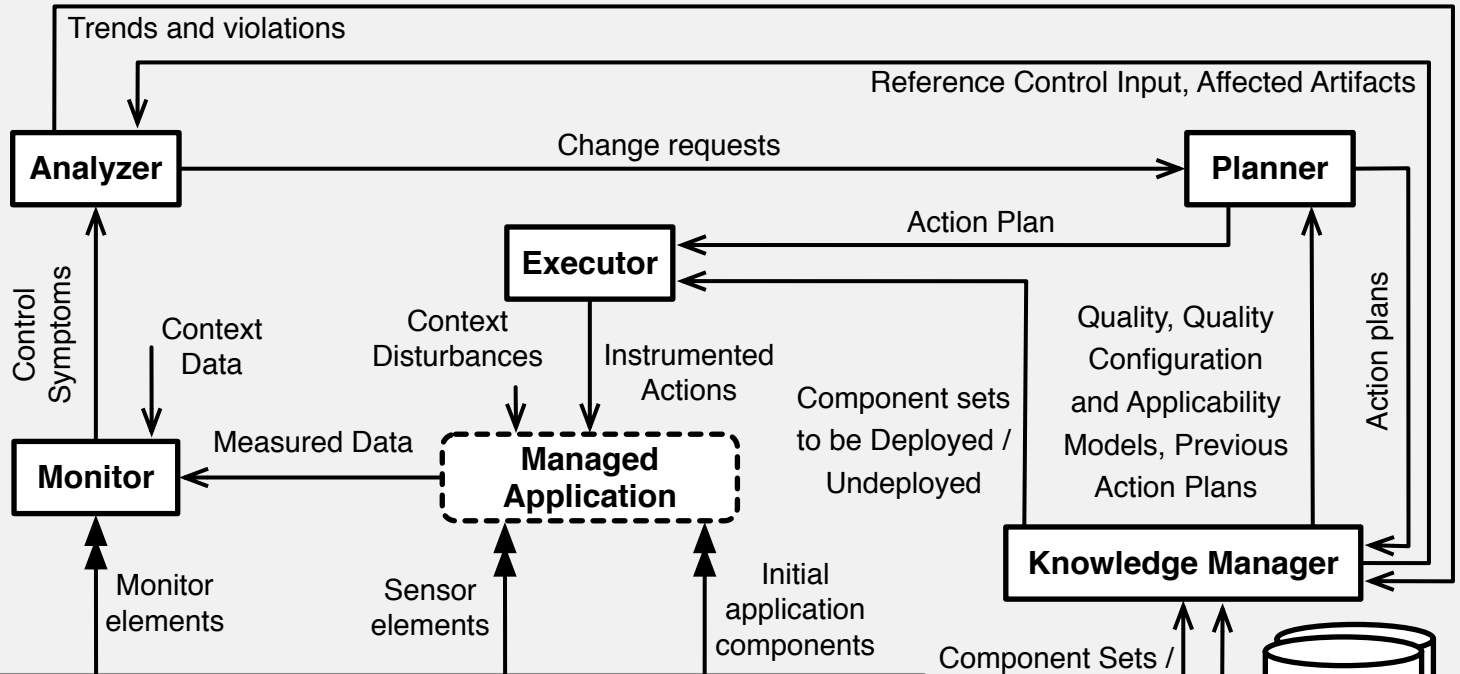 Trends and violations
Reference Control Input, Affected Artifacts
Analyzer
Change requests
Planner
Action Plan
Executor
Control
Symptoms
Context
Data
Context
Disturbances
Instrumented
Actions
Component sets
to be Deployed /
Undeployed
Quality, Quality
Configuration
and Applicability
Models, Previous
Action Plans
Action plans
Measured Data
Monitor
Managed
Application
Knowledge Manager
Monitor
elements
Sensor
elements
Initial
application
components
Component Sets /